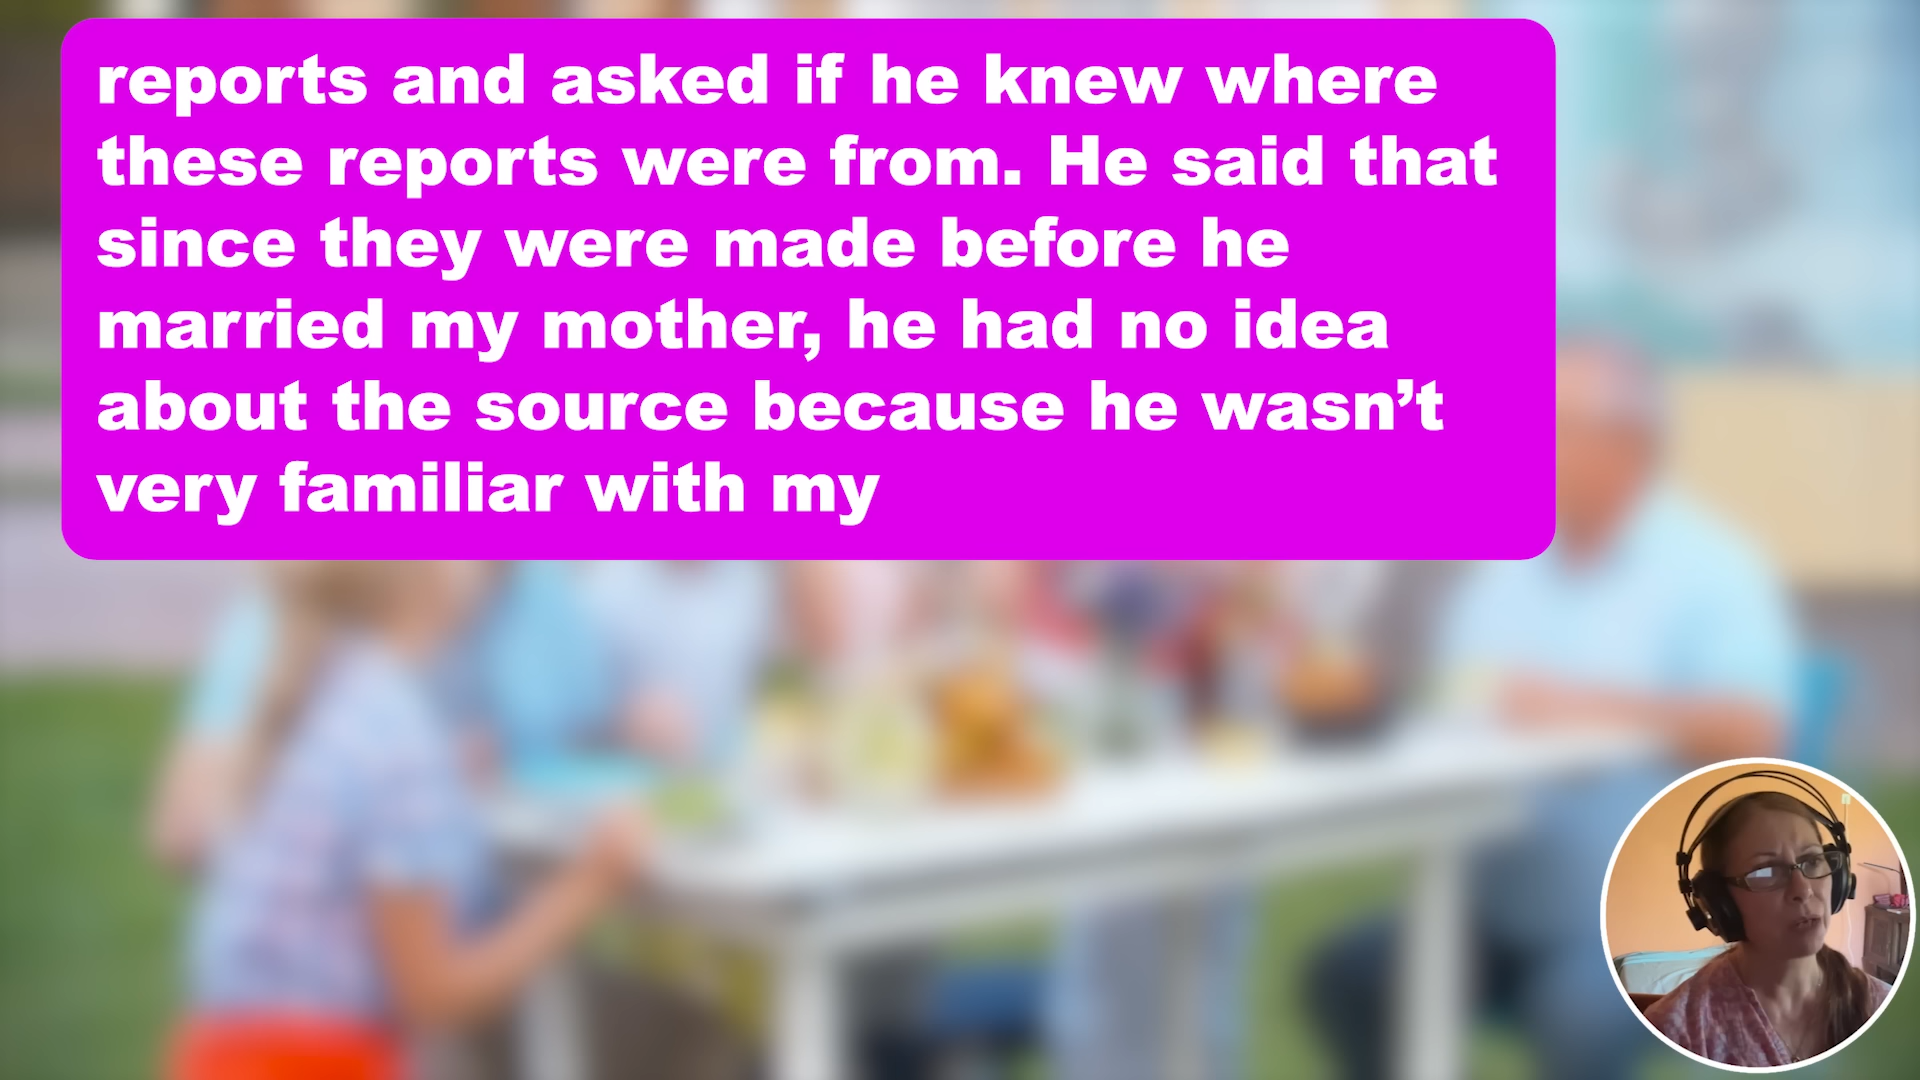 reports and asked if he knew where
these reports were from. He said that
since they were made before he
married my mother, he had no idea
about the source because he wasn’t
very familiar with my